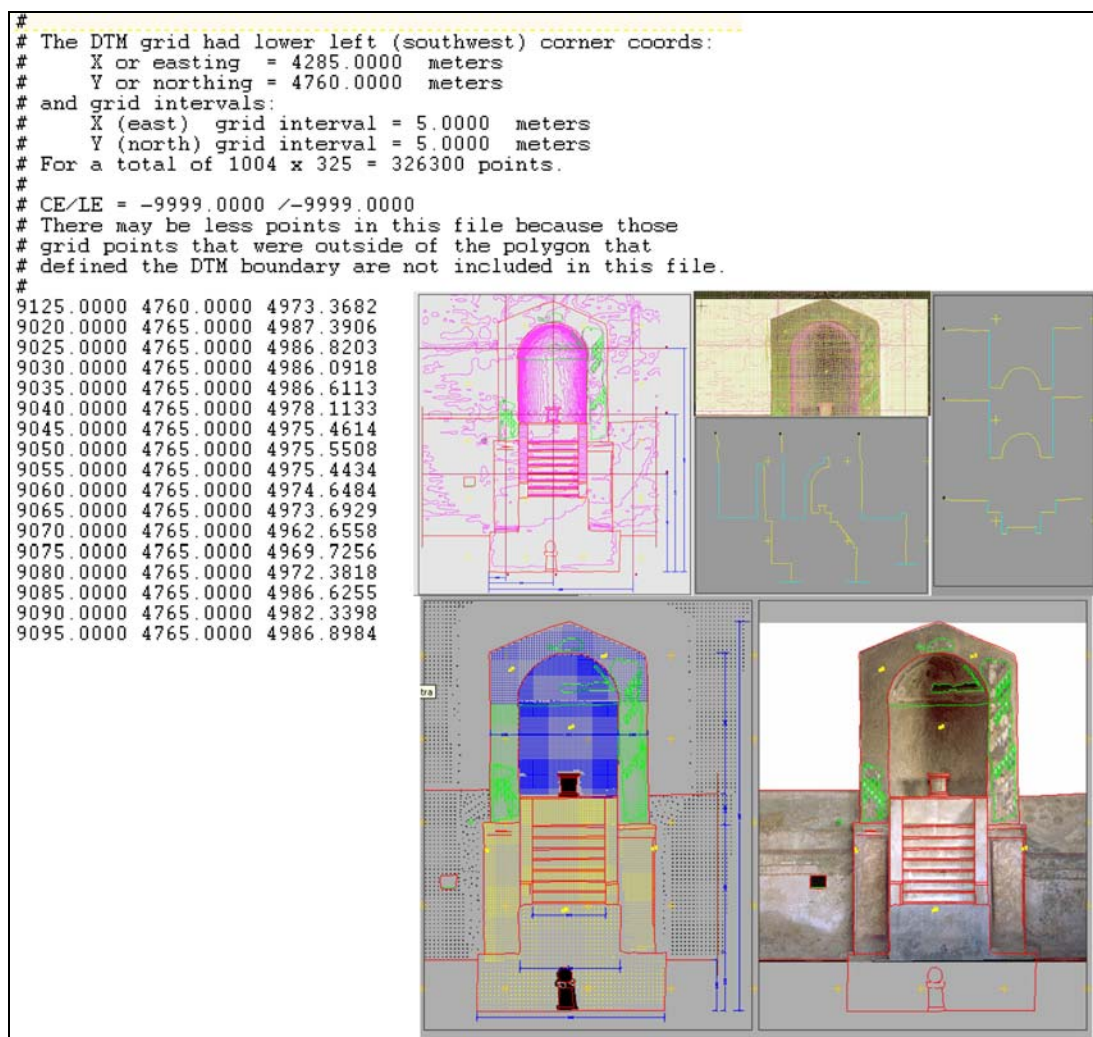 #
# The DTM grid had lower left (southwest) corner coords:
# X or easting = 4285.0000 meters
# Y or northing = 4760.0000 meters
# and grid intervals:
# X (east) grid interval = 5.0000 meters
# Y (north) grid interval = 5.0000 meters
# For a total of 1004 x 325 = 326300 points.
#
# CE/LE = -9999.0000 /-9999.0000
# There may be less points in this file because those
# grid points that were outside of the polygon that
# defined the DTM boundary are not included in this file.
#
9125.0000 4760.0000 4973.3682
9020.0000 4765.0000 4987.3906
9025.0000 4765.0000 4986.8203
9030.0000 4765.0000 4986.0918
9035.0000 4765.0000 4986.6113
9040.0000 4765.0000 4978.1133
9045.0000 4765.0000 4975.4614
9050.0000 4765.0000 4975.5508
9055.0000 4765.0000 4975.4434
9060.0000 4765.0000 4974.6484
9065.0000 4765.0000 4973.6929
9070.0000 4765.0000 4962.6558
9075.0000 4765.0000 4969.7256
9080.0000 4765.0000 4972.3818
9085.0000 4765.0000 4986.6255
9090.0000 4765.0000 4982.3398
9095.0000 4765.0000 4986.8984
tra